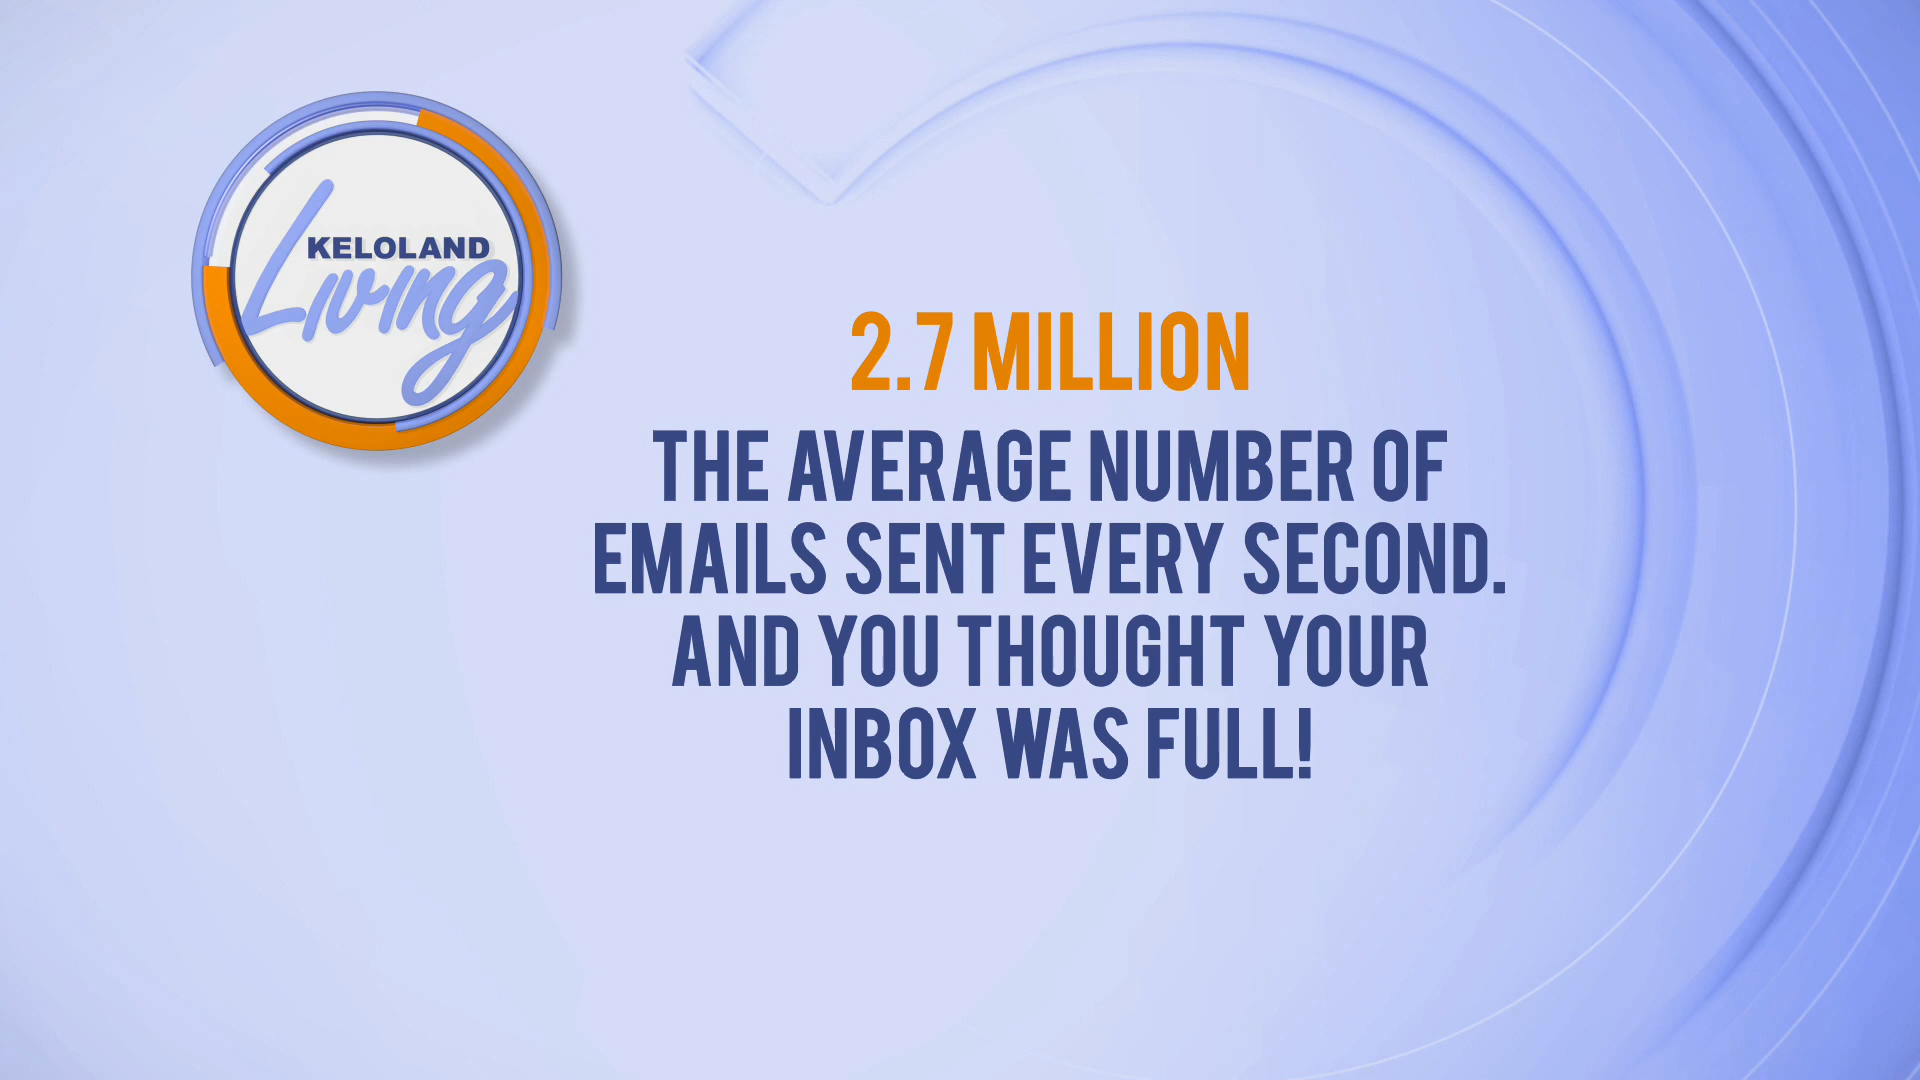 KELOLAND
Living
2.7 MILLION
THE AVERAGE NUMBER OF
EMAILS SENT EVERY SECOND.
AND YOU THOUGHT YOUR
INBOX WAS FULL!